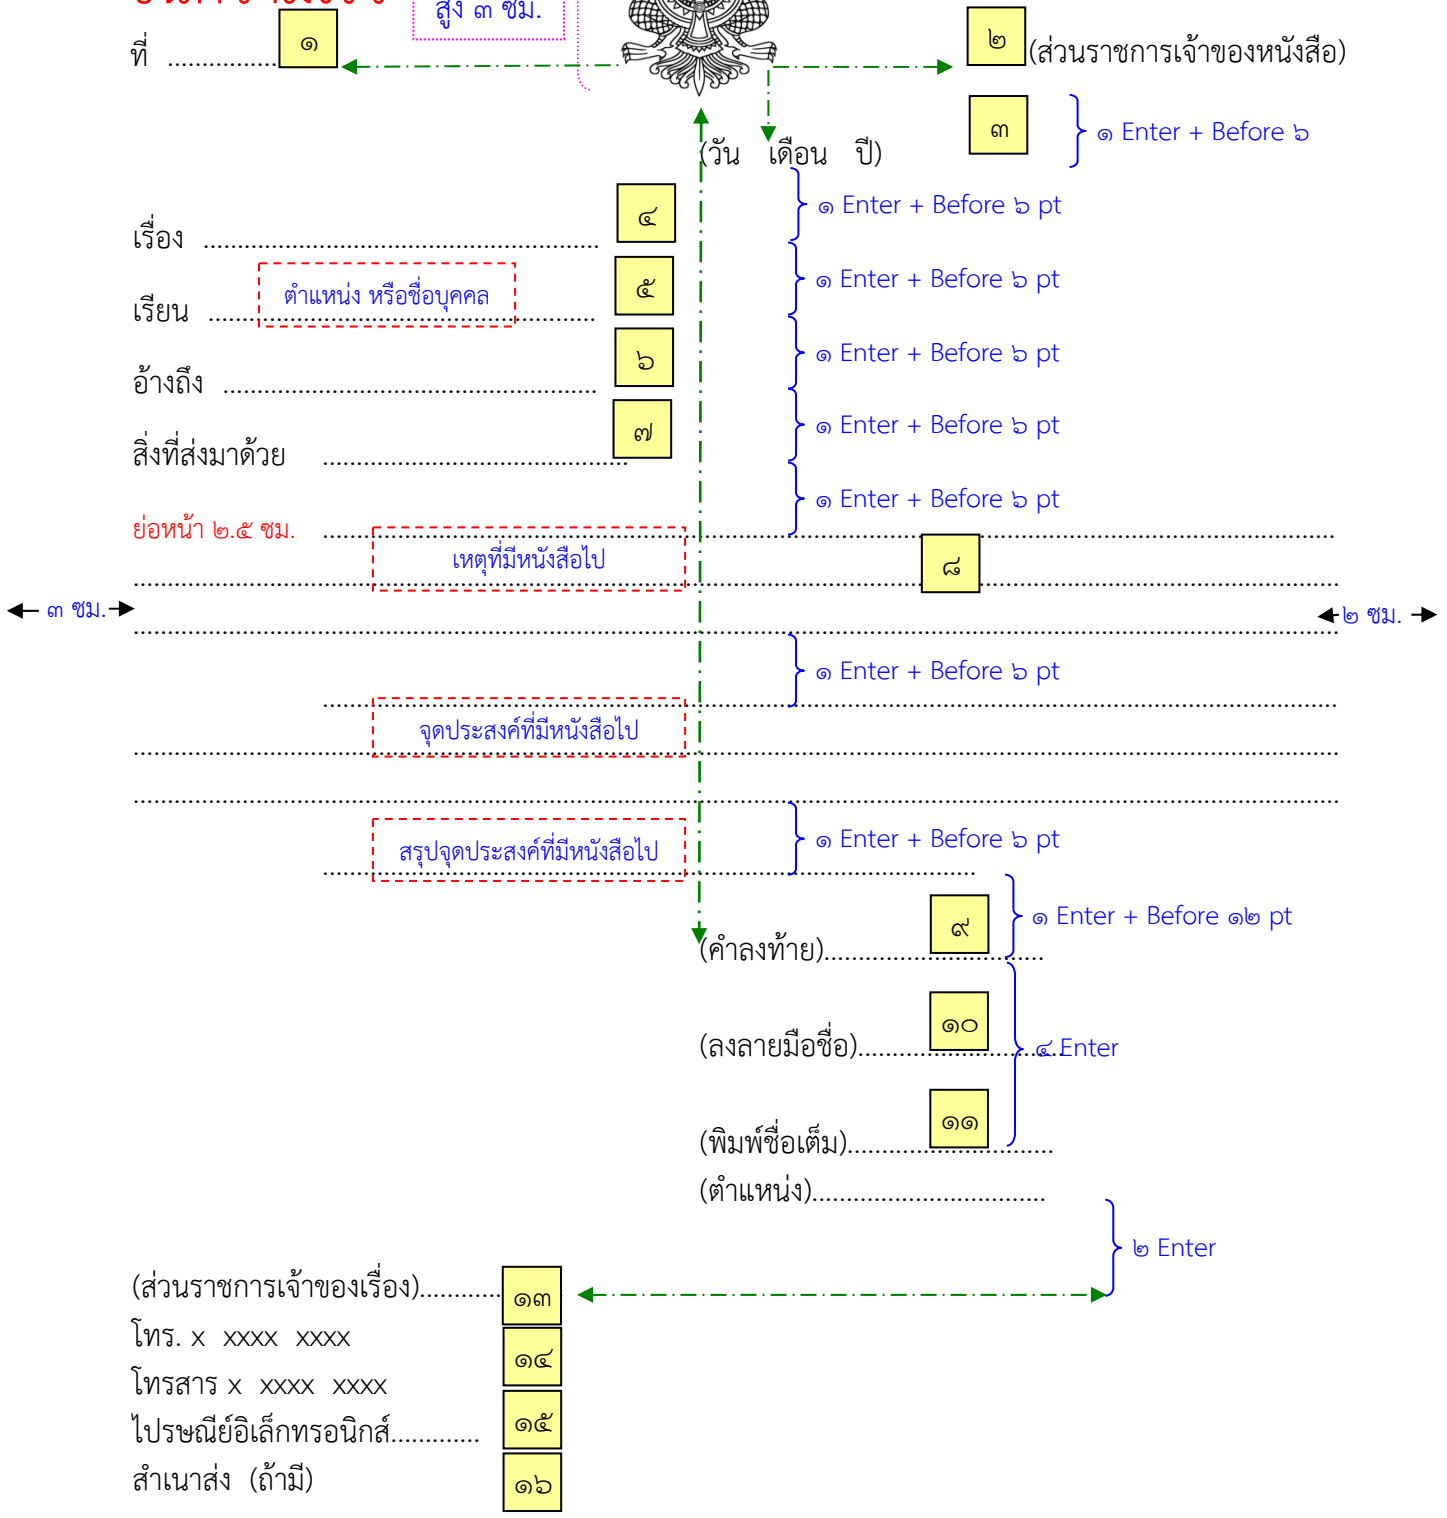 สูง ๓ ซม.
ที่ ................ ๑ ๒ (ส่วนราชการเจ้าของหนังสือ)
๓ ๑ Enter + Before ๖
(วัน เดือน ปี)
๔ ๑ Enter + Before ๖ pt
เรื่อง ...........................................................
๕ ๑ Enter + Before ๖ pt
ตำแหน่ง หรือชื่อบุคคล
เรียน ..........................................................
๖ ๑ Enter + Before ๖ pt
อ้างถึง ........................................................
๗ ๑ Enter + Before ๖ pt
สิ่งที่ส่งมาด้วย .............................................
๑ Enter + Before ๖ pt
ย่อหน้า ๒.๕ ซม. ......................................................................................................................................................
เหตุที่มีหนังสือไป ๘
...................................................................................................................................................................................
๓ ซม. ๒ ซม.
...................................................................................................................................................................................
๑ Enter + Before ๖ pt
......................................................................................................................................................
จุดประสงค์ที่มีหนังสือไป
...................................................................................................................................................................................
...................................................................................................................................................................................
๑ Enter + Before ๖ pt
สรุปจุดประสงค์ที่มีหนังสือไป
.................................................................................................
๙ ๑ Enter + Before ๑๒ pt
(คำลงท้าย).................................
๑๐
(ลงลายมือชื่อ).............................. ๔ Enter
๑๑
(พิมพ์ชื่อเต็ม)...............................
(ตำแหน่ง)...................................
๒ Enter
(ส่วนราชการเจ้าของเรื่อง)............ ๑๓
โทร. x xxxx xxxx
๑๔
โทรสาร x xxxx xxxx
ไปรษณีย์อิเล็กทรอนิกส์............. ๑๕
สำเนาส่ง (ถ้ามี) ๑๖